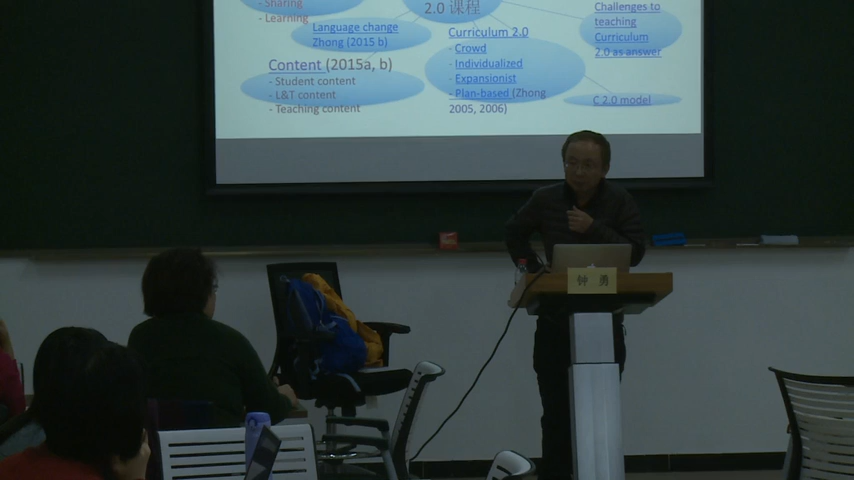 - Sharing
- Learning
2.0 课程
Language change
Zhong (2015 b)
Challenges to
teaching
Curriculum
2.0 as answer
Content (2015a, b)
- Student content
- L&T content
- Teaching content
Curriculum 2.0
- Crowd
- Individualized
- Expansionist
- Plan-based (Zhong
2005, 2006)
C 2.0 model
钟 勇